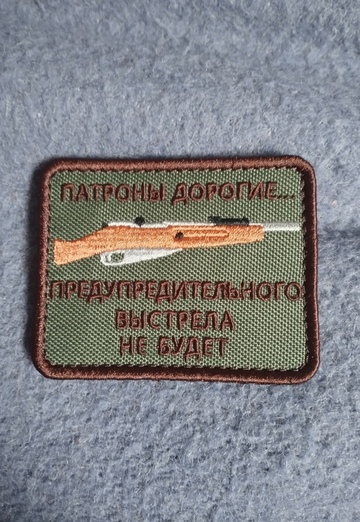 ПАТРОНЫ ДОРОГИЕ...
ПРЕДУПРЕДИТЕЛЬНОГО
ВЫСТРЕЛА
НЕ БУДЕТ